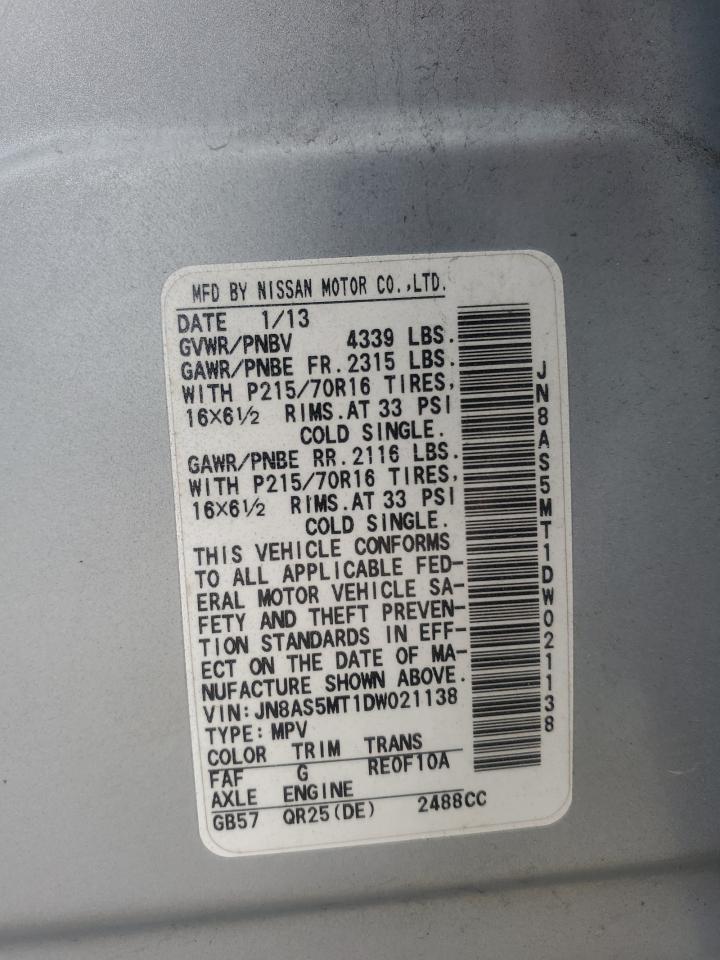 MFD BY NISSAN MOTOR CO.,LTD.
DATE 1/13
GVWR/PNBV 4339 LBS.
GAWR/PNBE FR.2315 LBS.
WITH P215/70R16 TIRES,
16×6½ RIMS.AT 33 PSI
COLD SINGLE.
GAWR/PNBE RR.2116 LBS.
WITH P215/70R16 TIRES,
16×6½ RIMS.AT 33 PSI
COLD SINGLE.
THIS VEHICLE CONFORMS
TO ALL APPLICABLE FED-
ERAL MOTOR VEHICLE SA-
FETY AND THEFT PREVEN-
TION STANDARDS IN EFF-
ECT ON THE DATE OF MA-
NUFACTURE SHOWN ABOVE.
VIN:JN8AS5MT1DW021138
TYPE:MPV
COLOR TRIM TRANS
FAF G RE0F10A
AXLE ENGINE
GB57 QR25(DE) 2488CC
JN8AS5MT1DW021138